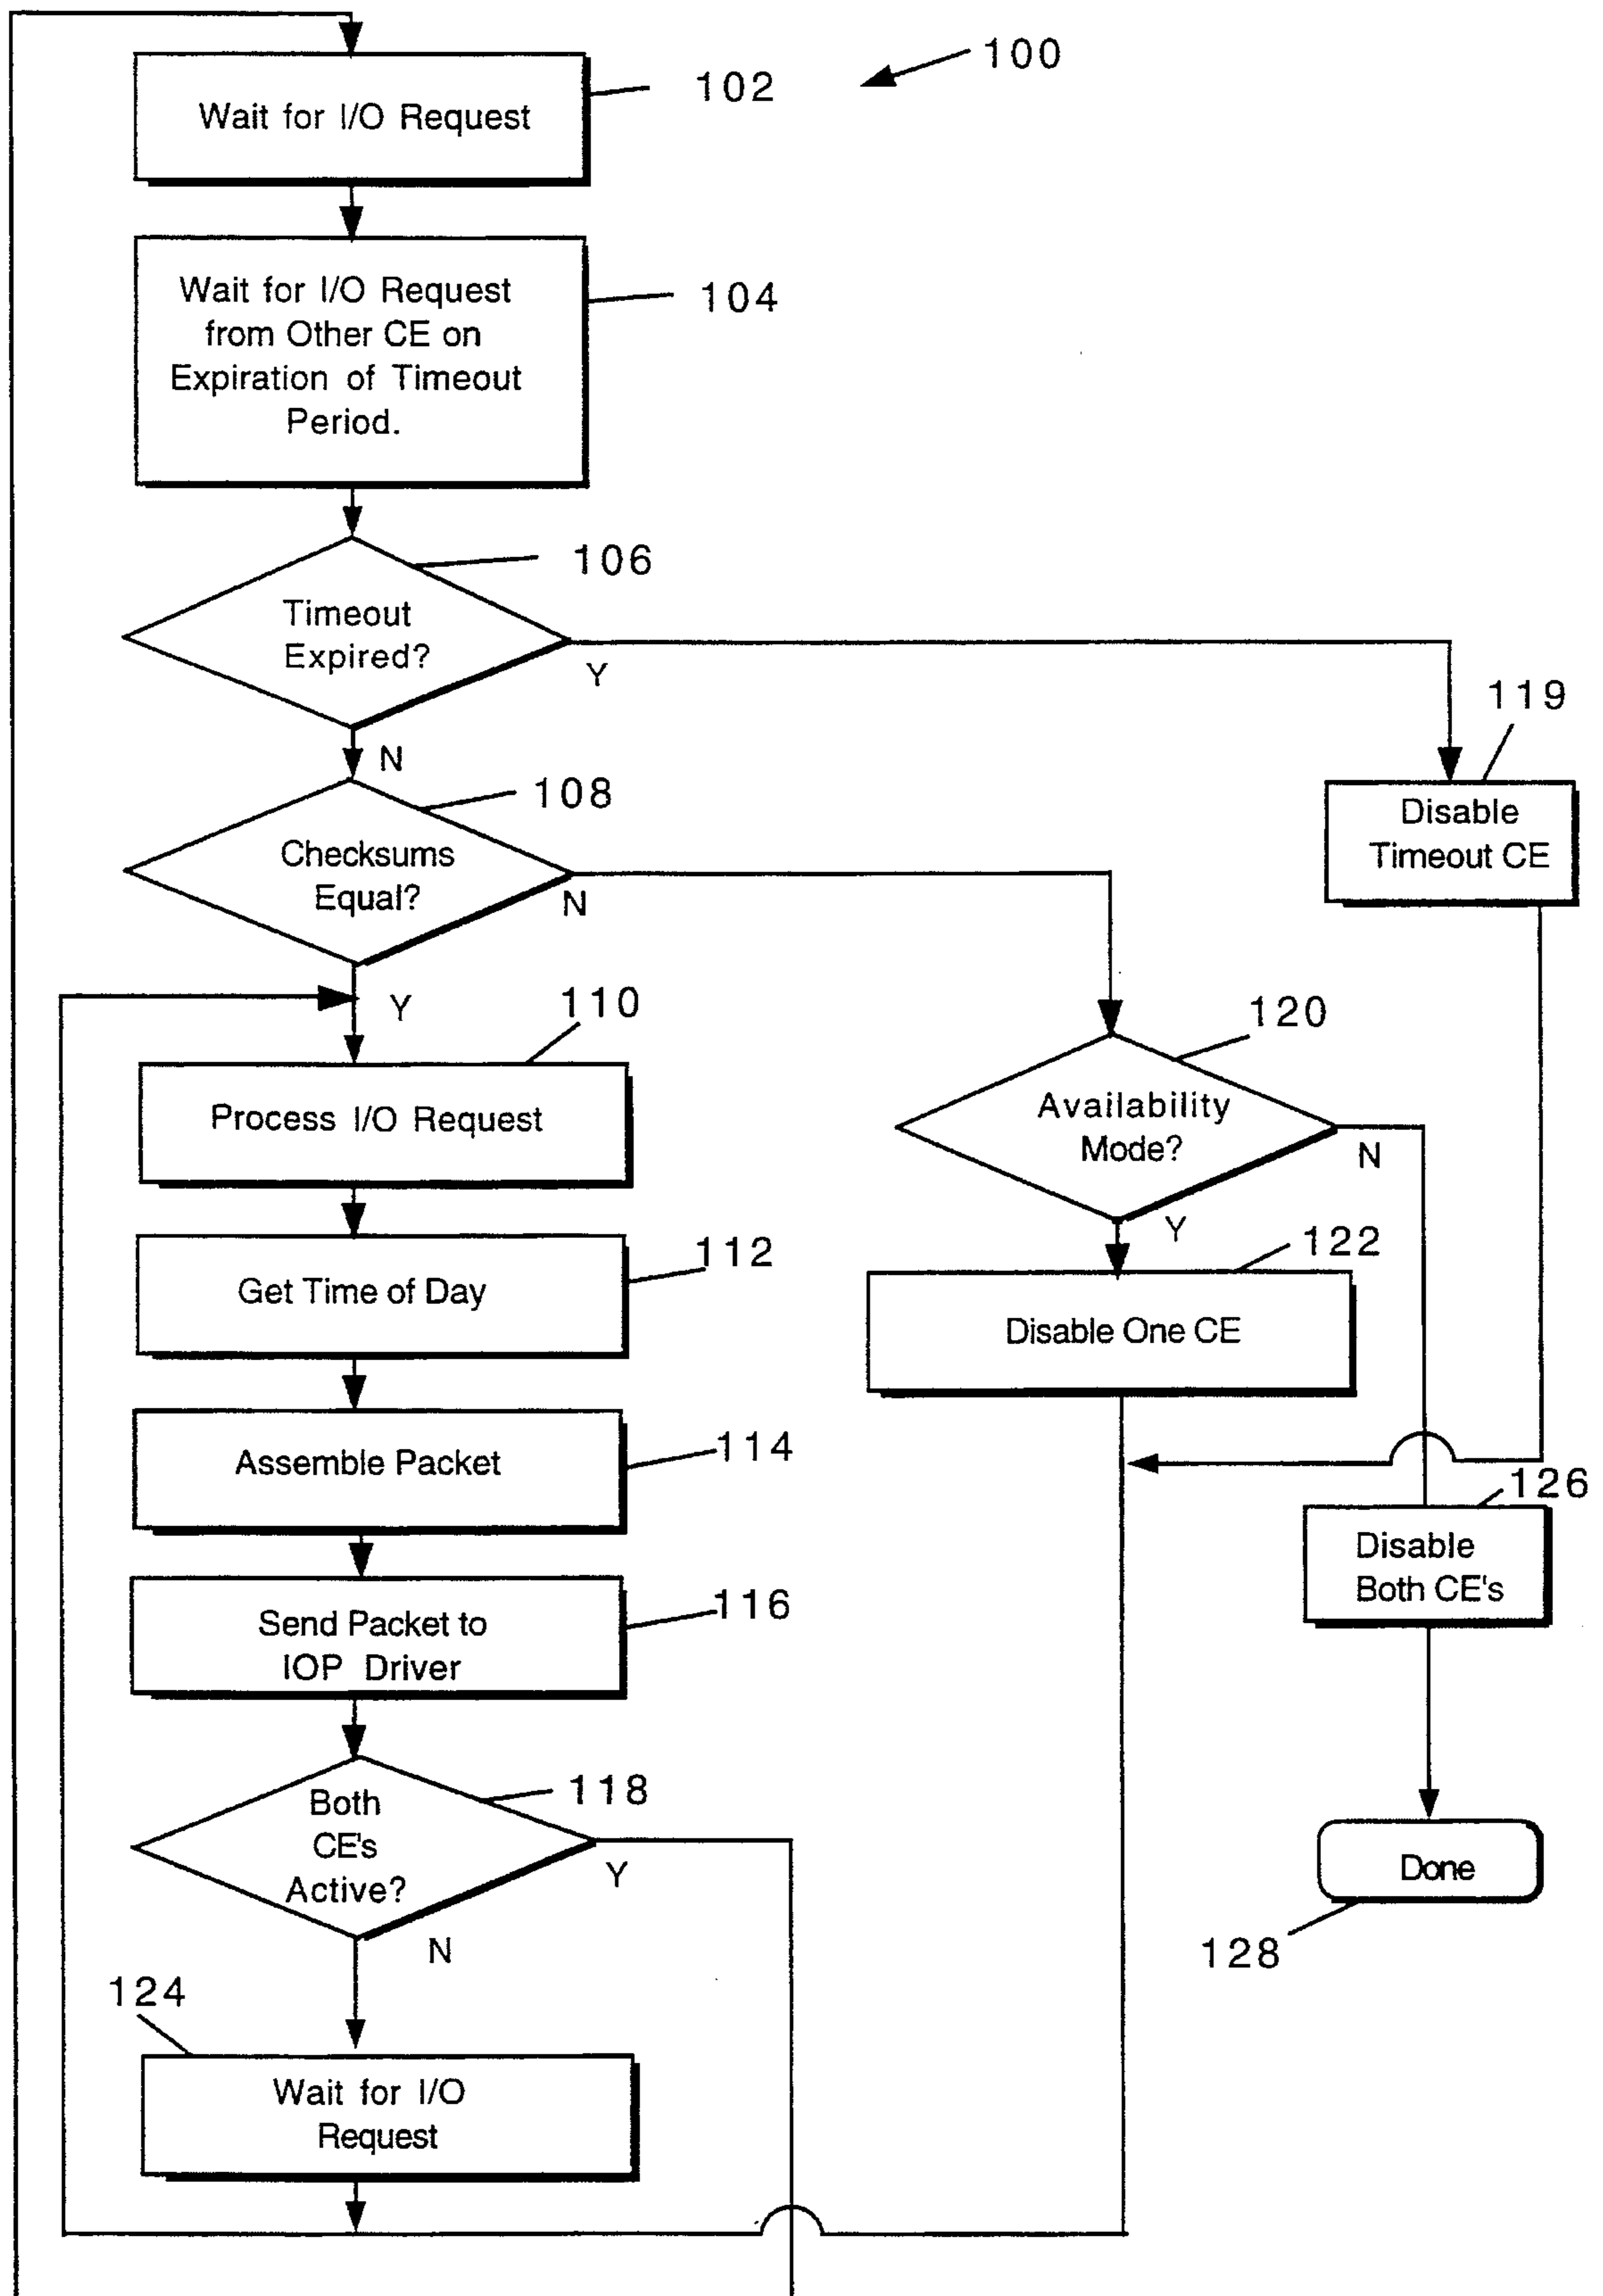 100
Wait for I/O Request
102
Wait for I/O Request
from Other CE on
Expiration of Timeout
Period.
104
106
Timeout
Expired?
Y
N
119
Disable
Timeout CE
108
Checksums
Equal?
N
Y
110
Process I/O Request
120
Availability
Mode?
N
Y
112
Get Time of Day
122
Disable One CE
114
Assemble Packet
126
Disable
Both CE's
116
Send Packet to
IOP Driver
118
Both
CE's
Active?
Y
N
Done
128
124
Wait for I/O
Request